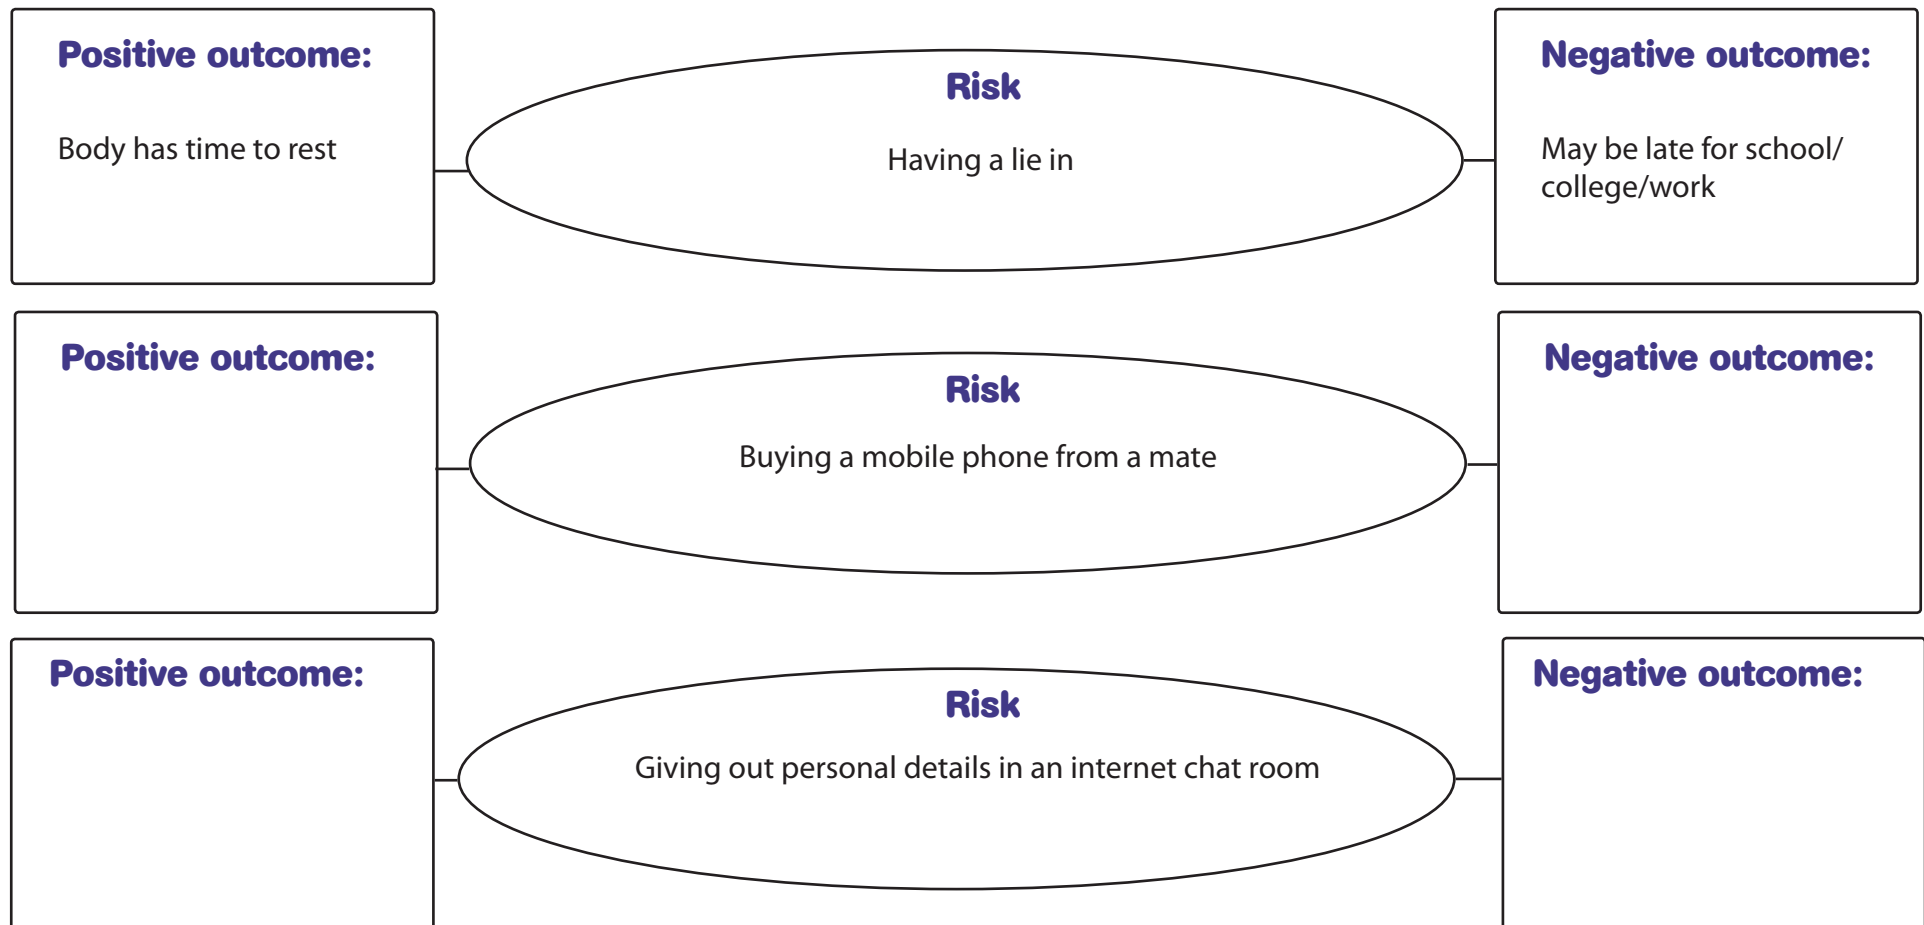 Positive outcome:
Body has time to rest
Risk
Having a lie in
Negative outcome:
May be late for school/
college/work
Positive outcome:
Risk
Buying a mobile phone from a mate
Negative outcome:
Positive outcome:
Risk
Giving out personal details in an internet chat room
Negative outcome: